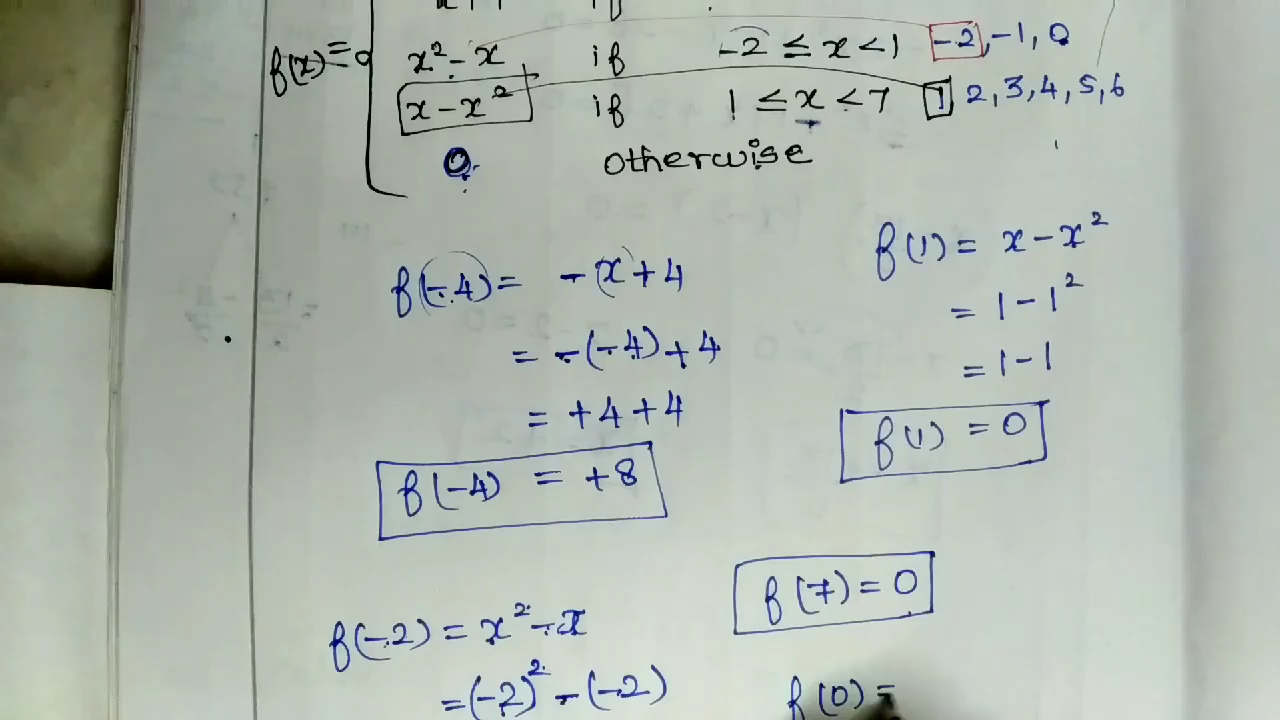 f(x) =
x² - x if -2 ≤ x < 1 -2, -1, 0
x - x² if 1 ≤ x < 7 1 2, 3, 4, 5, 6
0 otherwise
f(-4) = -(x) + 4
= -(-4) + 4
= +4 + 4
f(-4) = +8
f(-2) = x² - x
= (-2)² - (-2)
f(1) = x - x²
= 1 - 1²
= 1 - 1
f(1) = 0
f(7) = 0
f(0) =